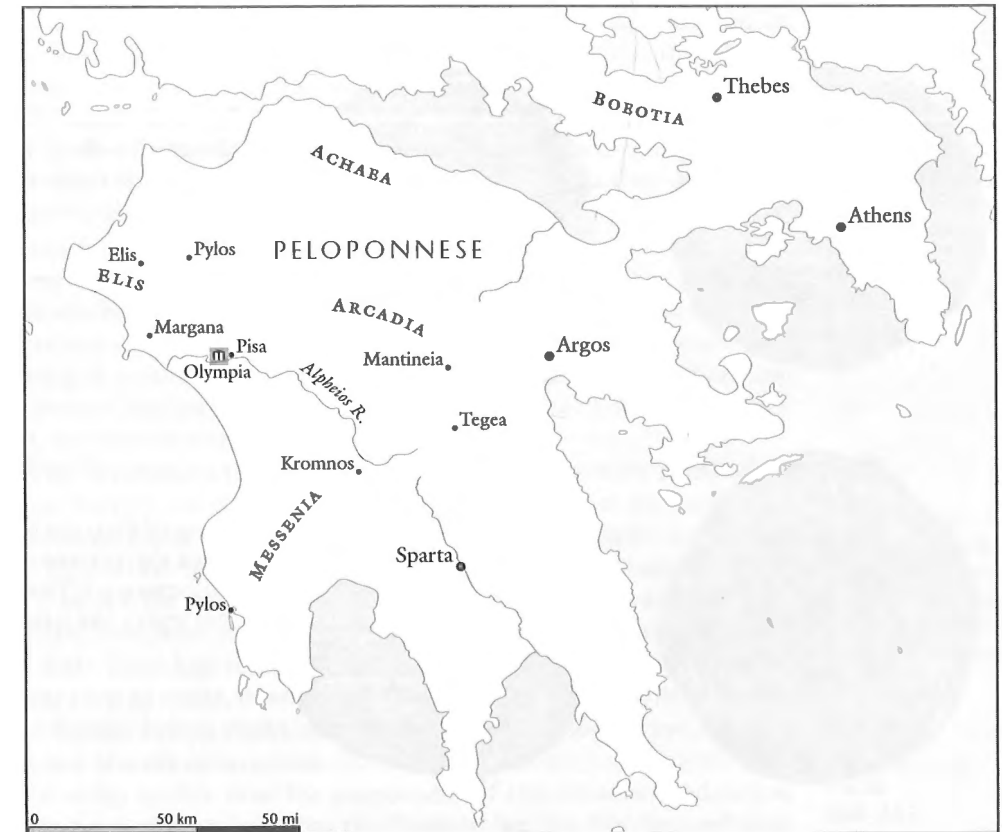 Thebes
BOBOTIA
ACHABA
Athens
Elis
Pylos
PELOPONNESE
ELIS
ARCADIA
Margana
Pisa
Olympia
Mantineia
Argos
Alpheios R.
Tegea
Kromnos
MESSENIA
Sparta
Pylos
0 50 km 50 mi